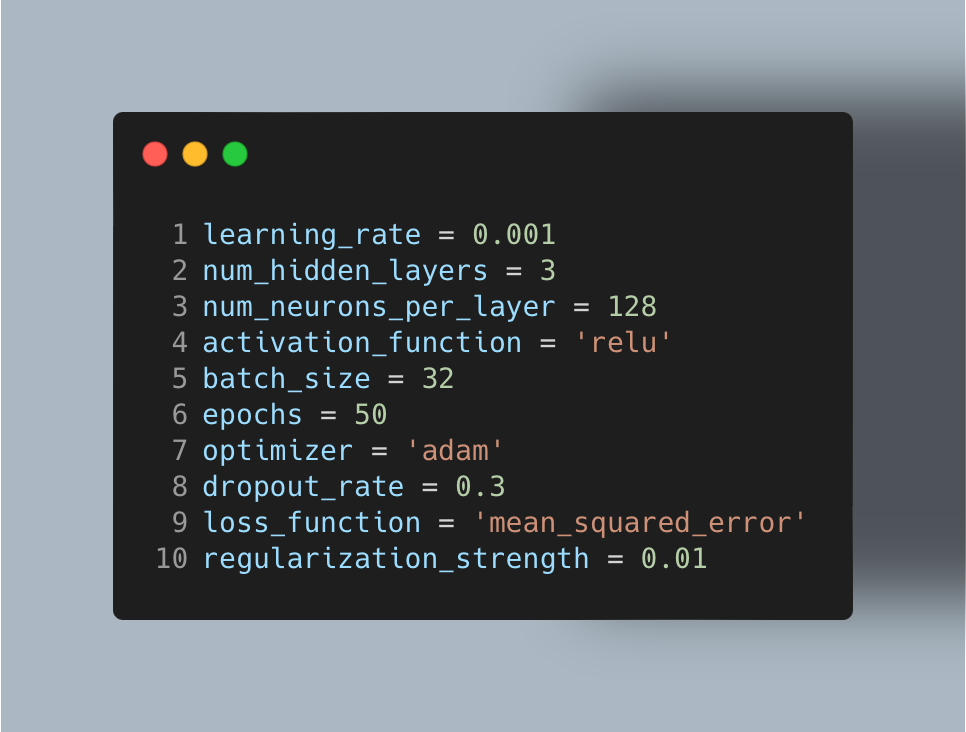 1 learning_rate = 0.001
2 num_hidden_layers = 3
3 num_neurons_per_layer = 128
4 activation_function = 'relu'
5 batch_size = 32
6 epochs = 50
7 optimizer = 'adam'
8 dropout_rate = 0.3
9 loss_function = 'mean_squared_error'
10 regularization_strength = 0.01